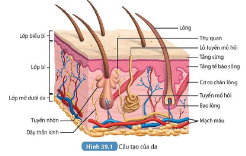 Lông
Lớp biểu bì
Thụ quan
Lỗ tuyến mồ hôi
Tầng sừng
Lớp bì
Tầng tế bào sống
Cơ co chân lông
Lớp mỡ dưới da
Tuyến mồ hôi
Bao lông
Tuyến nhờn
Mạch máu
Dây thần kinh
Hình 39.1 Cấu tạo của da